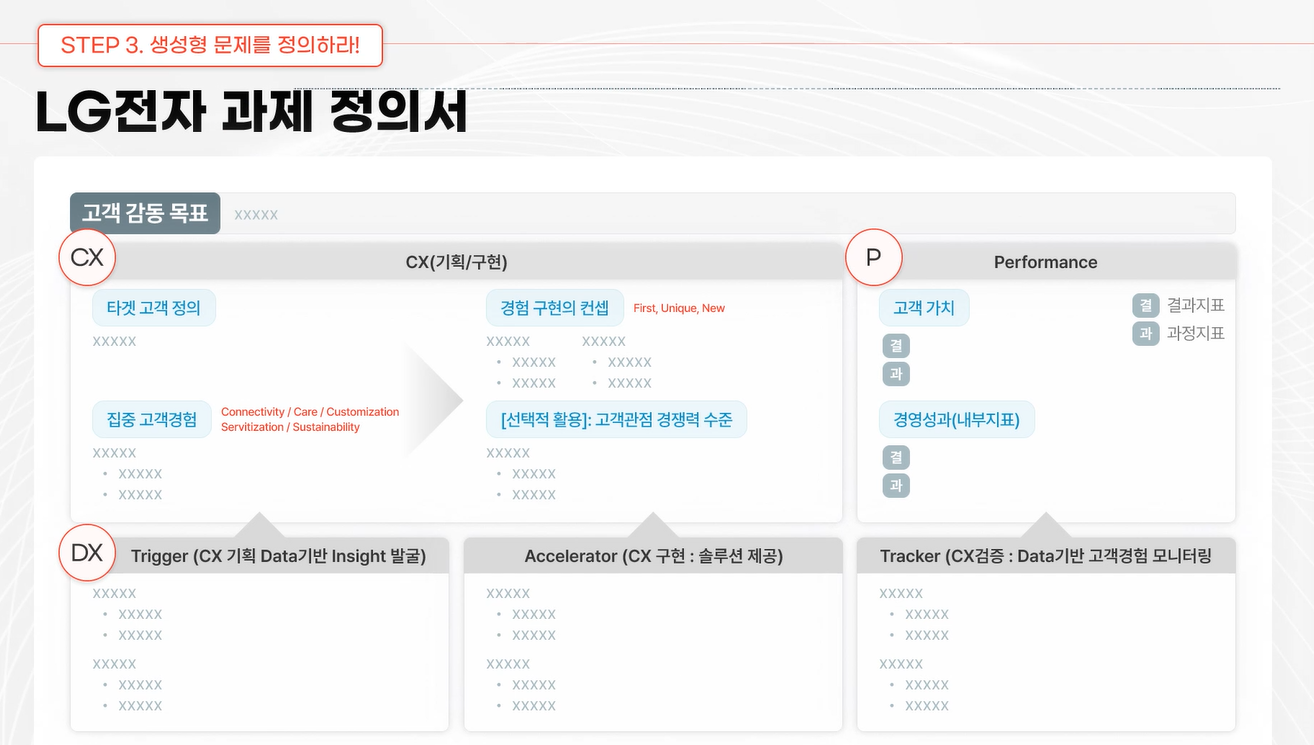 STEP 3. 생성형 문제를 정의하라!
LG전자 과제 정의서
고객 감동 목표
xxxxx
CX
CX(기획/구현)
타겟 고객 정의
xxxxx
집중 고객경험
Connectivity / Care / Customization
Servitization / Sustainability
xxxxx
• xxxxx
• xxxxx
경험 구현의 컨셉
First, Unique, New
xxxxx xxxxx
• xxxxx • xxxxx
• xxxxx • xxxxx
[선택적 활용]: 고객관점 경쟁력 수준
xxxxx
• xxxxx
• xxxxx
P
Performance
고객 가치
결 결과지표
과 과정지표
결
과
경영성과(내부지표)
결
과
DX
Trigger (CX 기획 Data기반 Insight 발굴)
xxxxx
• xxxxx
• xxxxx
xxxxx
• xxxxx
• xxxxx
Accelerator (CX 구현 : 솔루션 제공)
xxxxx
• xxxxx
• xxxxx
xxxxx
• xxxxx
• xxxxx
Tracker (CX검증 : Data기반 고객경험 모니터링
xxxxx
• xxxxx
• xxxxx
xxxxx
• xxxxx
• xxxxx